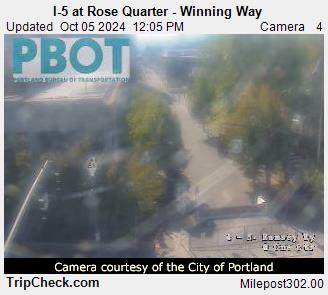 I-5 at Rose Quarter - Winning Way
Updated Oct 05 2024 12:05 PM Camera 4
PBOT
PORTLAND BUREAU OF TRANSPORTATION
Camera courtesy of the City of Portland
TripCheck.com Milepost302.00